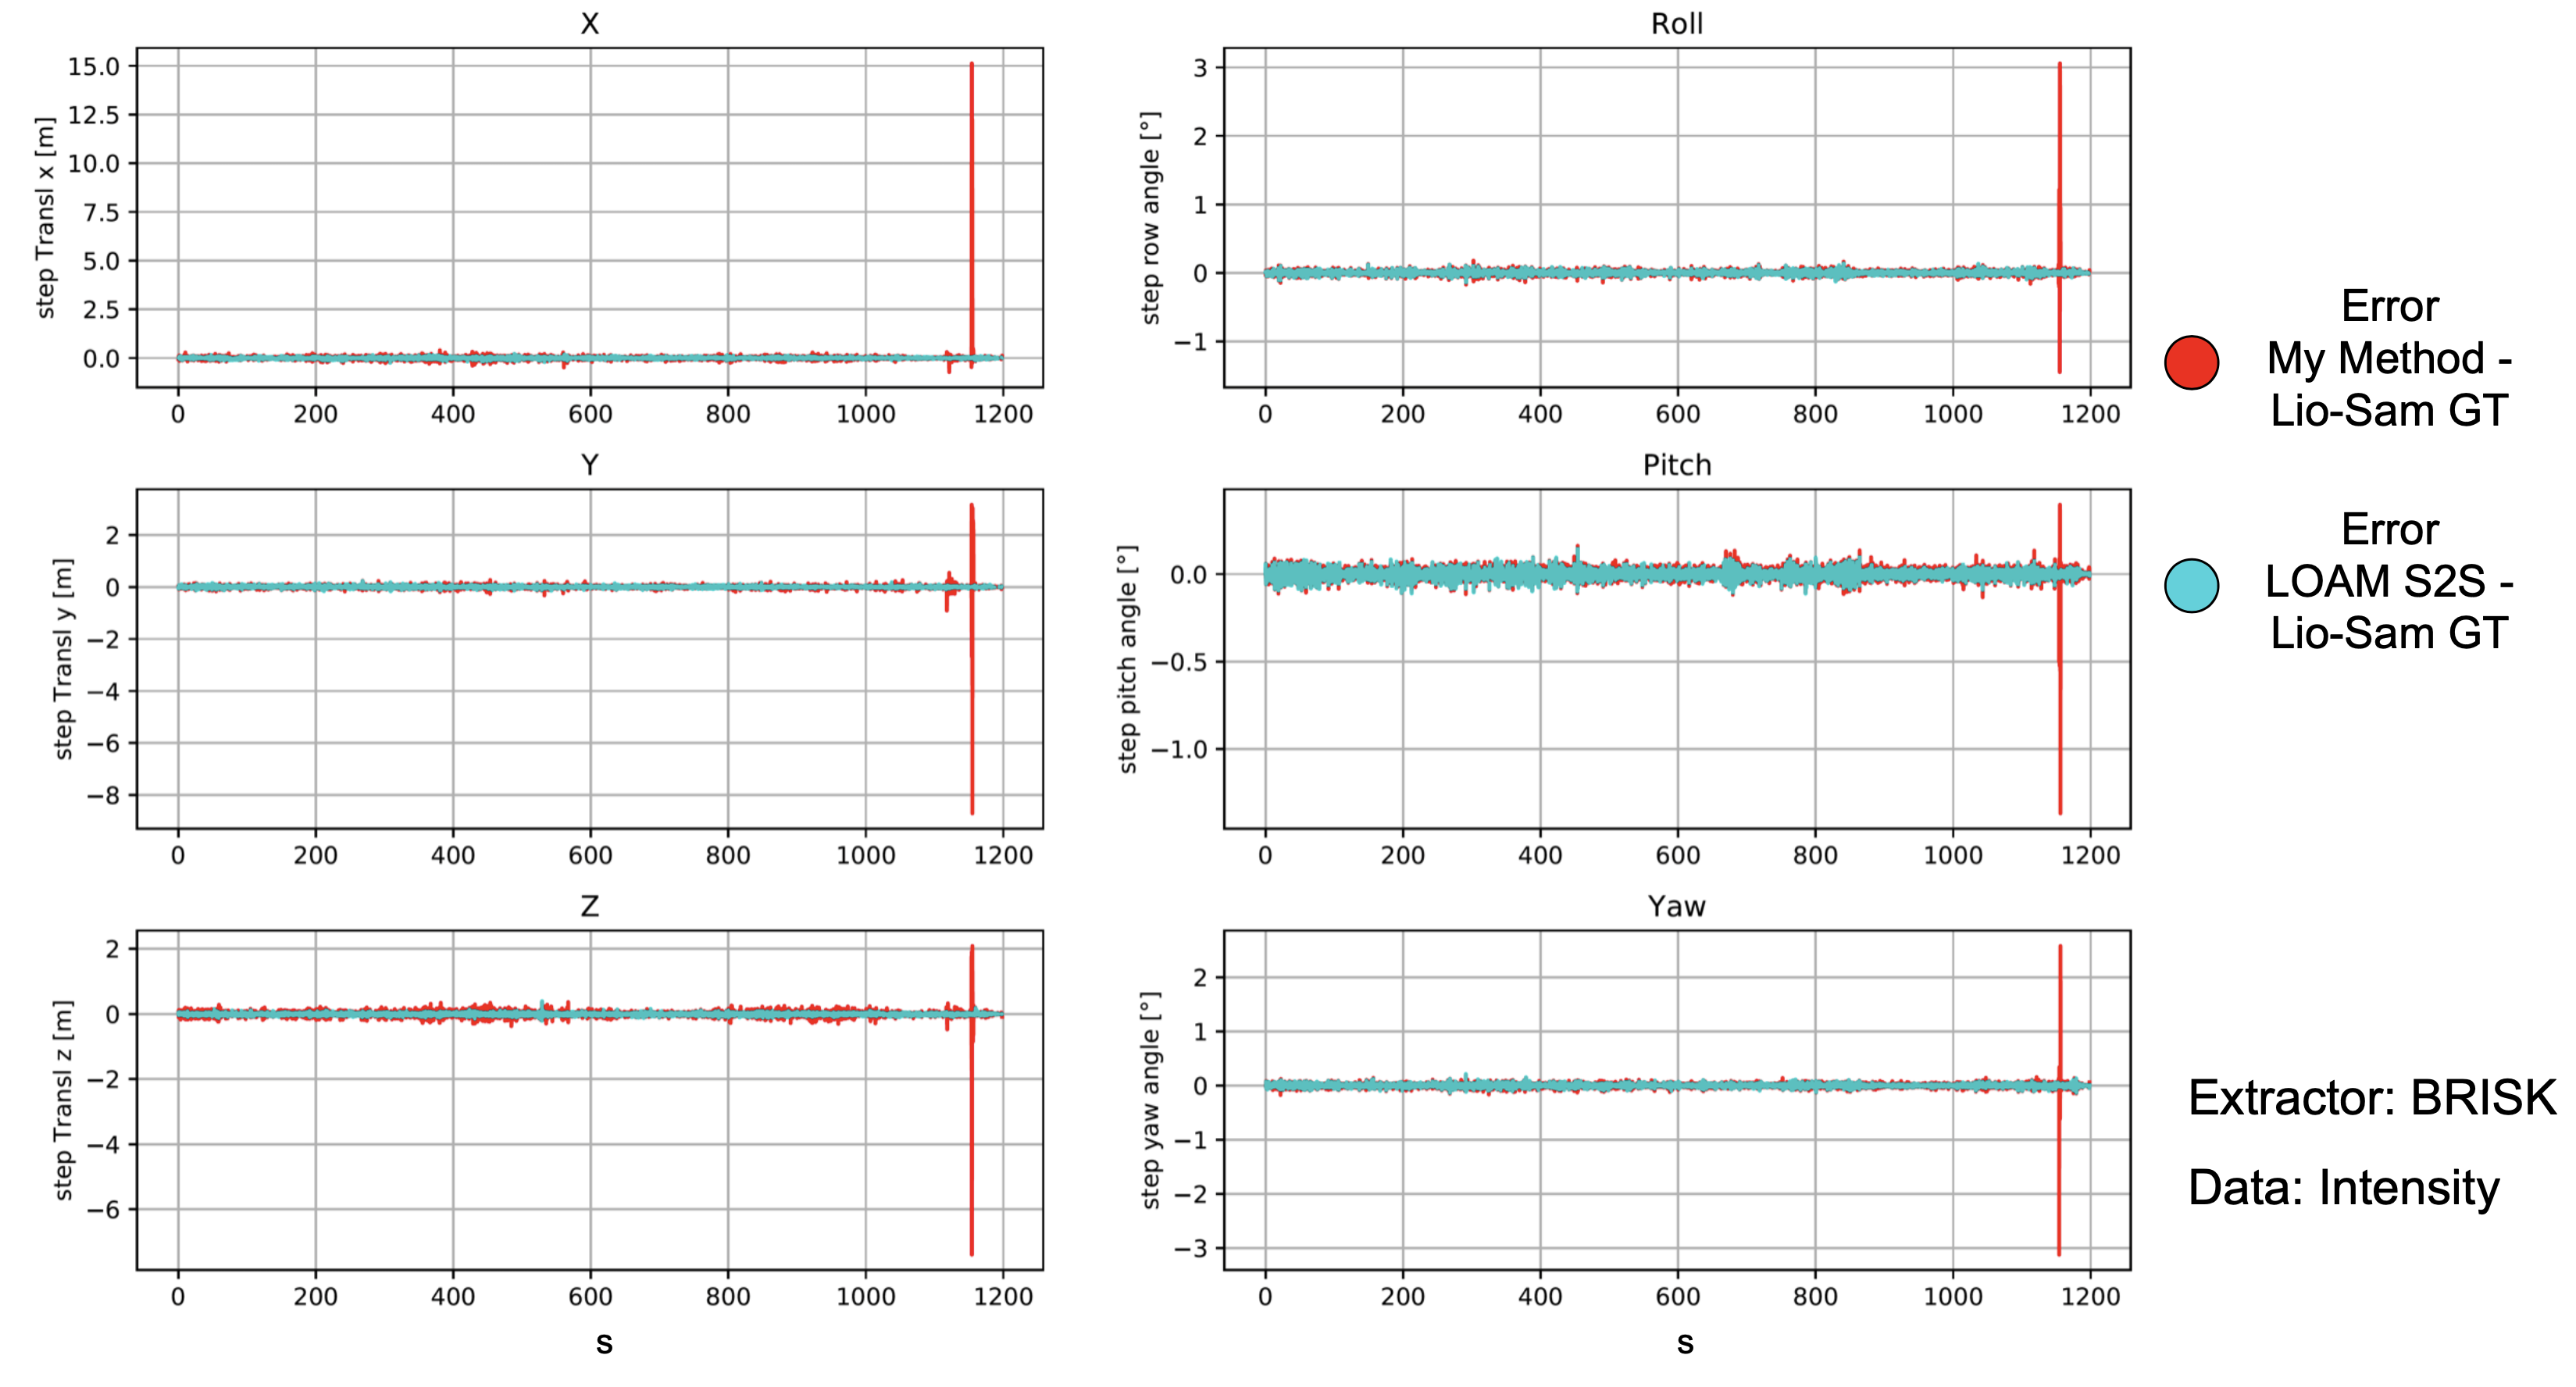 X
step Transl x [m]
15.0
12.5
10.0
7.5
5.0
2.5
0.0
0 200 400 600 800 1000 1200
Roll
step row angle [°]
3
2
1
0
−1
0 200 400 600 800 1000 1200
Y
step Transl y [m]
2
0
−2
−4
−6
−8
0 200 400 600 800 1000 1200
Pitch
step pitch angle [°]
0.0
−0.5
−1.0
0 200 400 600 800 1000 1200
Z
step Transl z [m]
2
0
−2
−4
−6
0 200 400 600 800 1000 1200
s
Yaw
step yaw angle [°]
2
1
0
−1
−2
−3
0 200 400 600 800 1000 1200
s
Error
My Method -
Lio-Sam GT
Error
LOAM S2S -
Lio-Sam GT
Extractor: BRISK
Data: Intensity